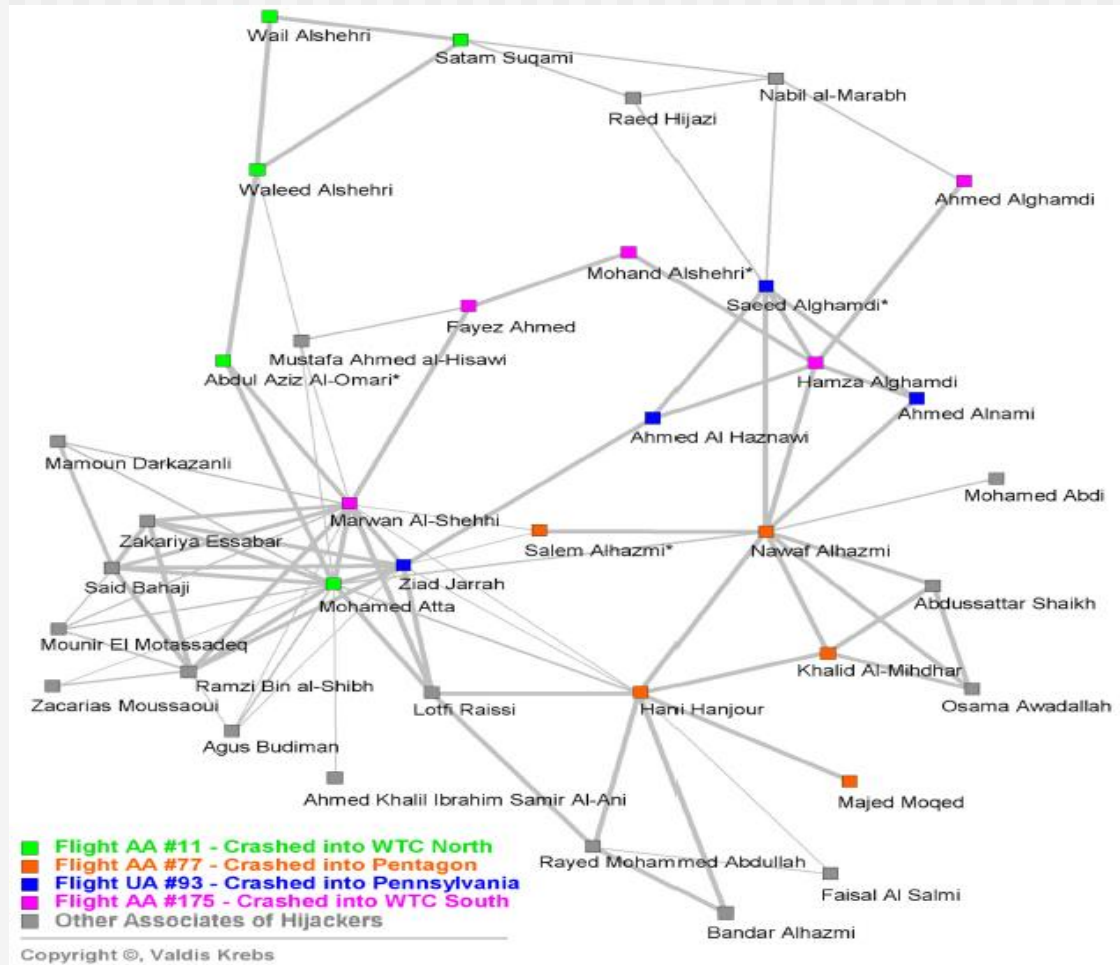 Wail Alshehri
Satam Suqami
Nabil al-Marabh
Raed Hijazi
Waleed Alshehri
Ahmed Alghamdi
Mohand Alshehri*
Saeed Alghamdi*
Fayez Ahmed
Mustafa Ahmed al-Hisawi
Abdul Aziz Al-Omari*
Hamza Alghamdi
Ahmed Alnami
Ahmed Al Haznawi
Mamoun Darkazanli
Mohamed Abdi
Marwan Al-Shehhi
Zakariya Essabar
Salem Alhazmi*
Nawaf Alhazmi
Said Bahaji
Ziad Jarrah
Mohamed Atta
Abdussattar Shaikh
Mounir El Motassadeq
Khalid Al-Mihdhar
Ramzi Bin al-Shibh
Zacarias Moussaoui
Lotfi Raissi
Hani Hanjour
Osama Awadallah
Agus Budiman
Ahmed Khalil Ibrahim Samir Al-Ani
Majed Moqed
Flight AA #11 - Crashed into WTC North
Flight AA #77 - Crashed into Pentagon
Flight UA #93 - Crashed into Pennsylvania
Flight AA #175 - Crashed into WTC South
Other Associates of Hijackers
Rayed Mohammed Abdullah
Faisal Al Salmi
Bandar Alhazmi
Copyright ©, Valdis Krebs